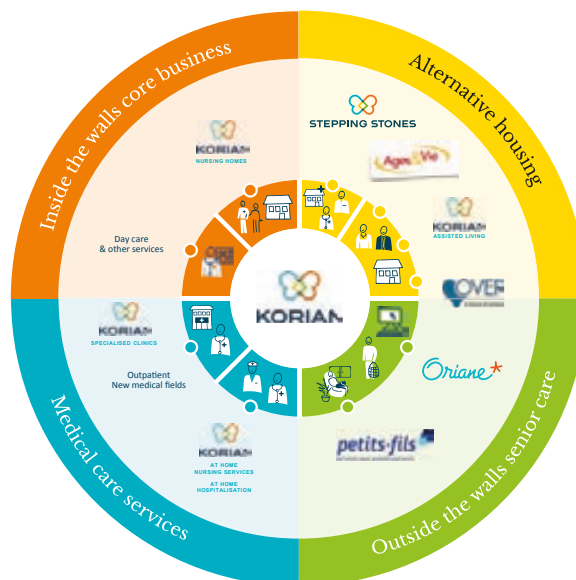 Inside the walls core business
Alternative housing
STEPPING STONES
Ages&Vie
KORIAN
NURSING HOMES
KORIAN
ASSISTED LIVING
Day care
& other services
KORIAN
KORIAN
SPECIALISED CLINICS
Outpatient
New medical fields
Oriane
petits-fils
KORIAN
AT HOME
NURSING SERVICES
AT HOME
HOSPITALISATION
Medical care services
Outside the walls senior care